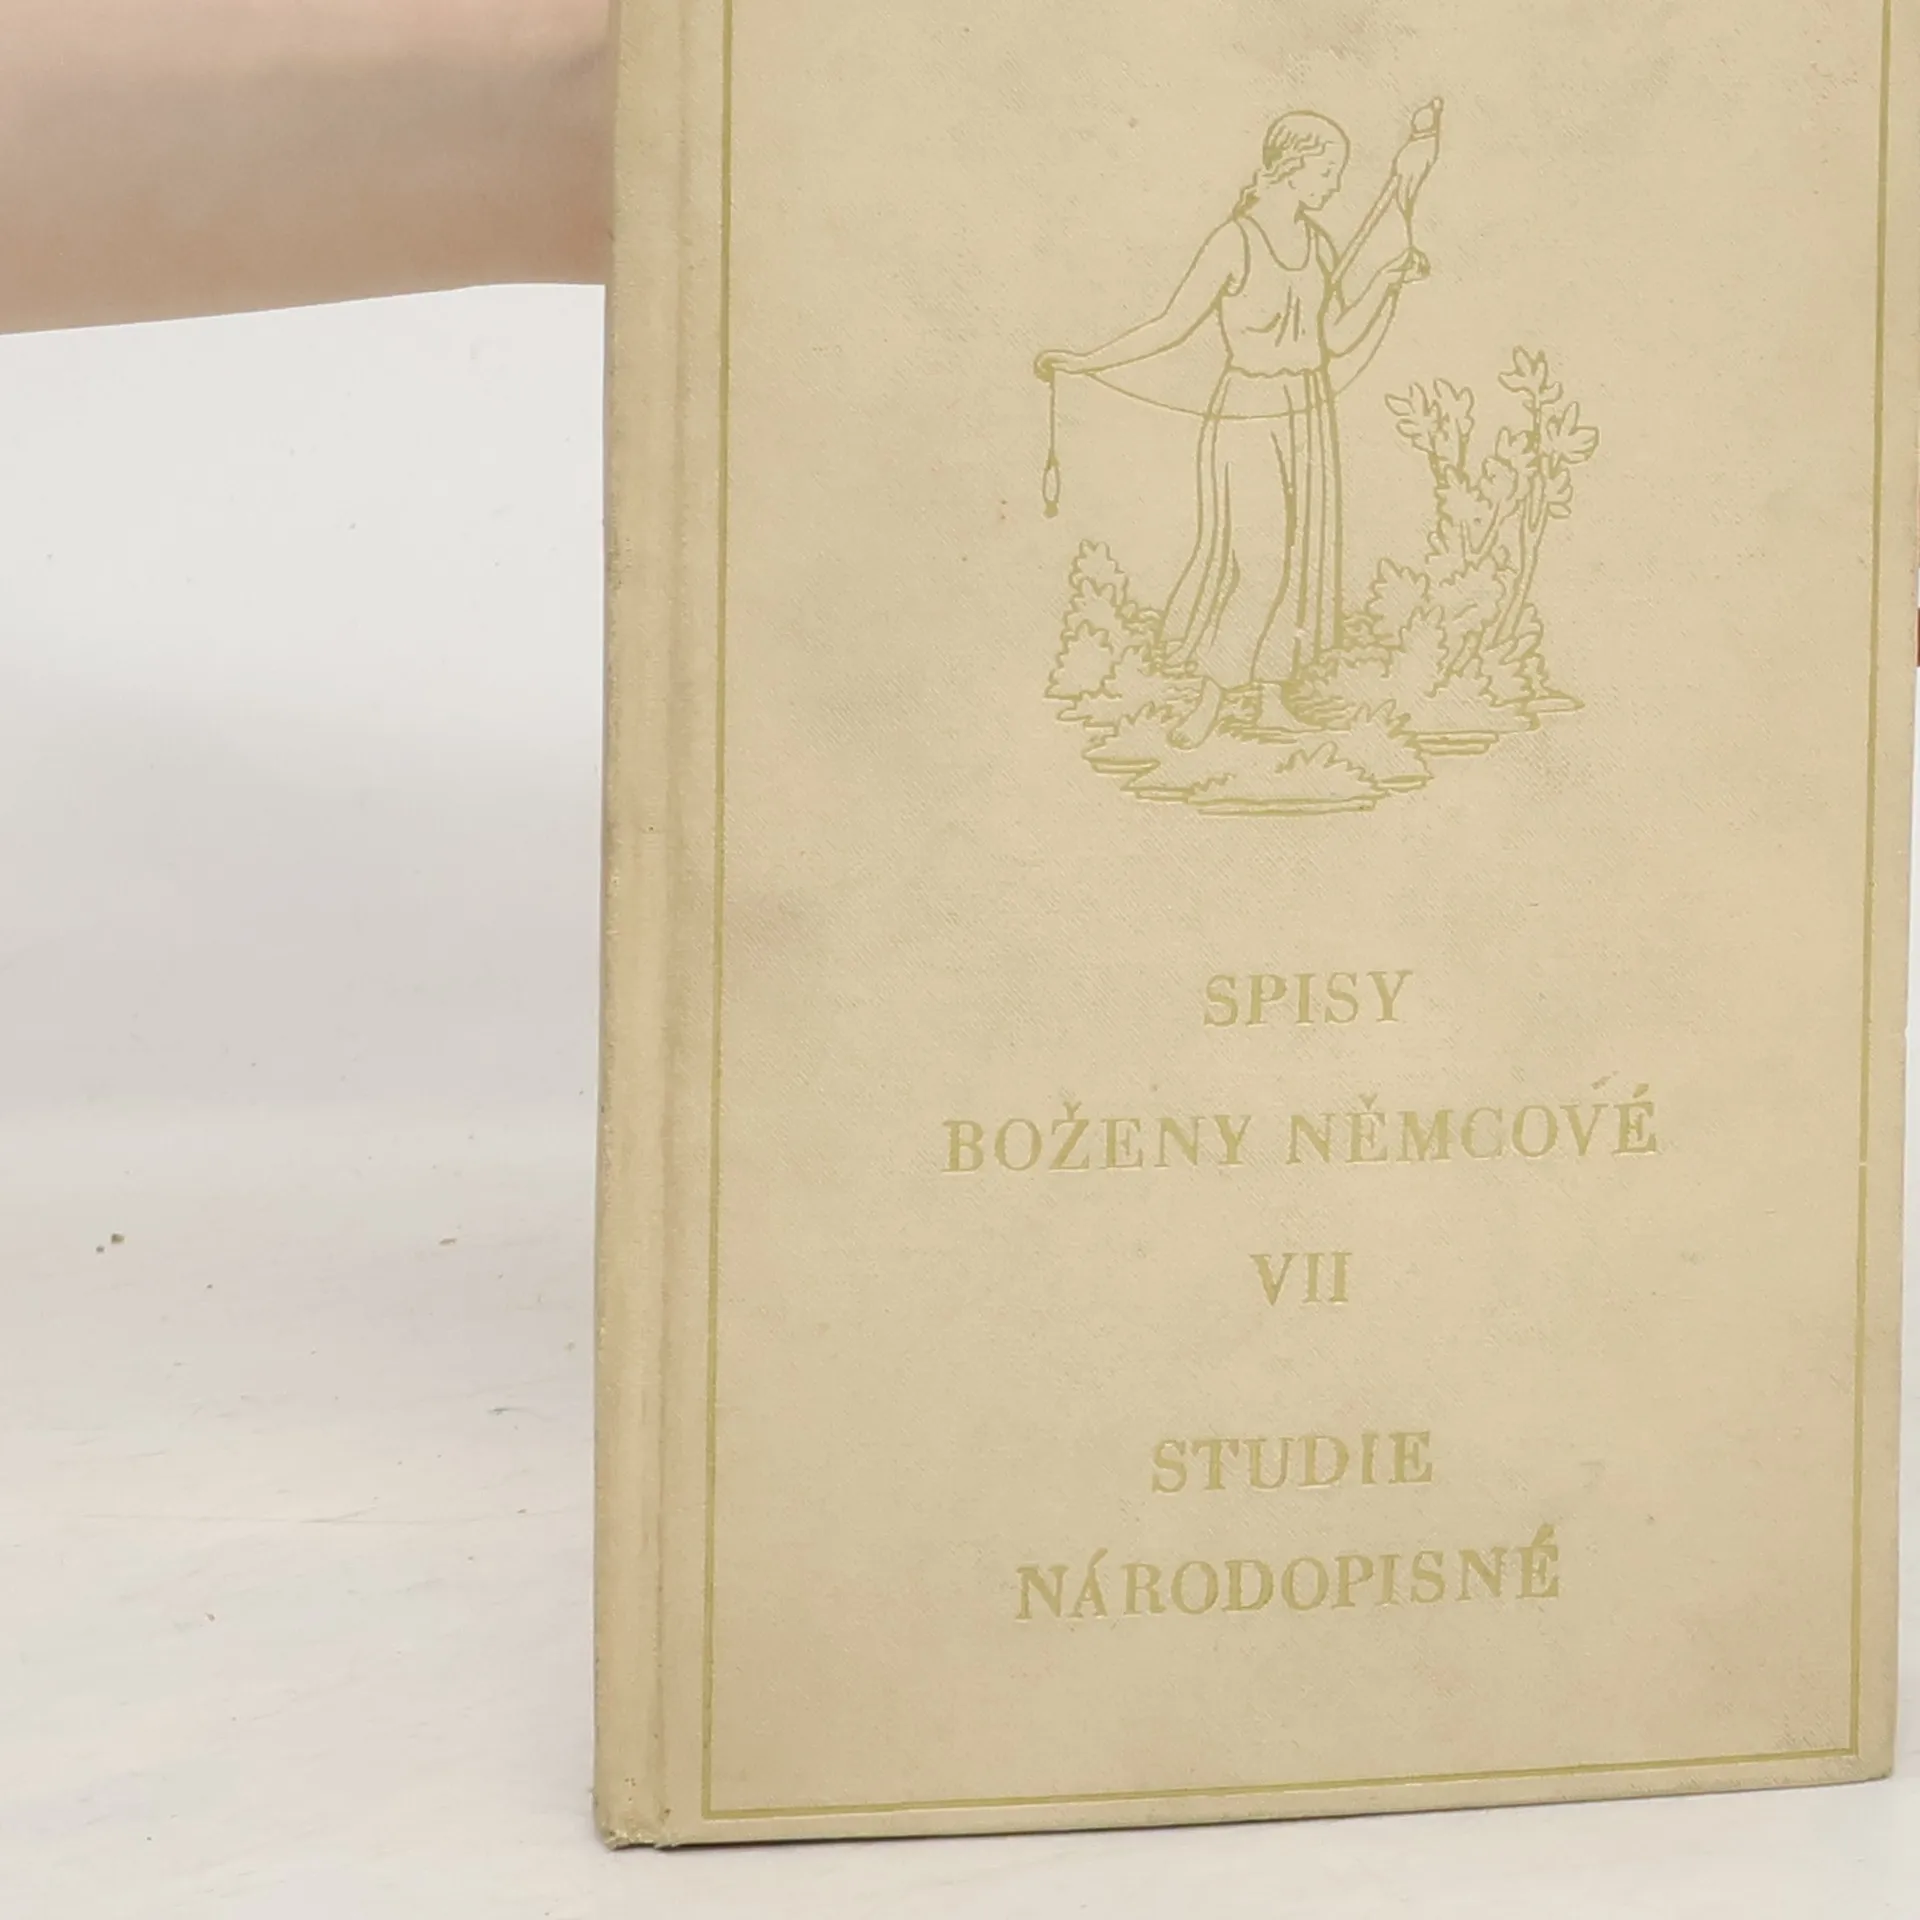 SPISY
BOŽENY NĚMCOVÉ
VII
STUDIE
NÁRODOPISNÉ